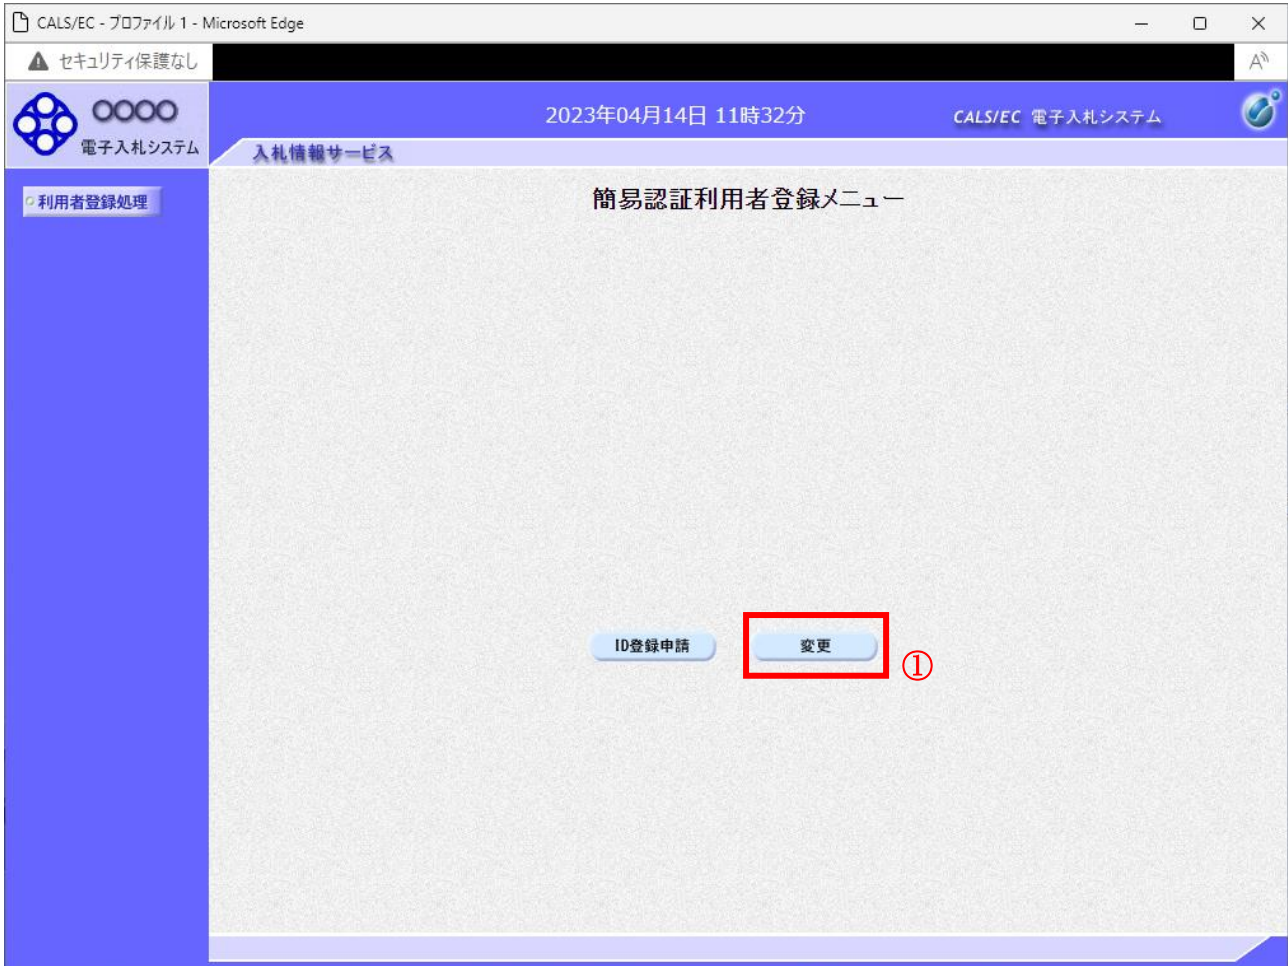 CALS/EC - プロファイル 1 - Microsoft Edge
セキュリティ保護なし
〇〇〇〇
電子入札システム
2023年04月14日 11時32分
CALS/EC 電子入札システム
入札情報サービス
利用者登録処理
簡易認証利用者登録メニュー
ID登録申請
変更
①